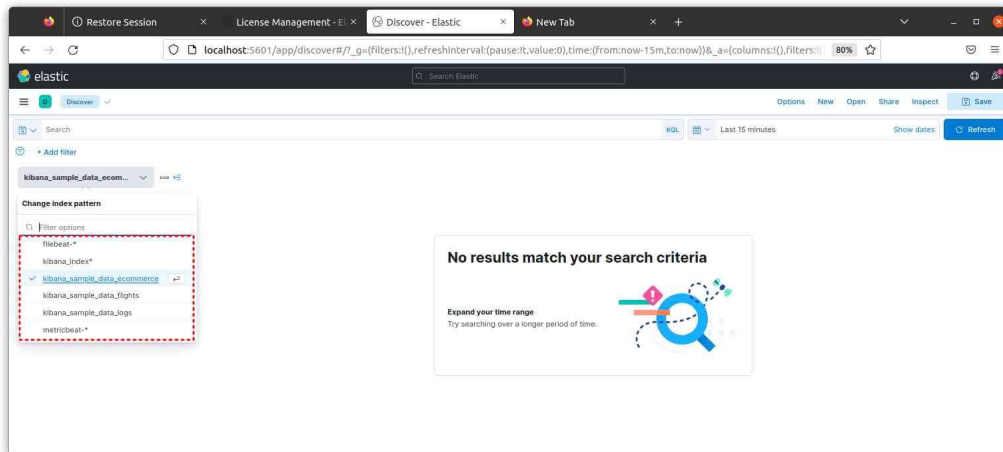 Restore Session × License Management - El × Discover - Elastic × New Tab × +
localhost:5601/app/discover#/?_g=(filters:!(),refreshInterval:(pause:!t,value:0),time:(from:now-15m,to:now))&_a=(columns:!(),filters:!( 80%
elastic Search Elastic
D Discover Options New Open Share Inspect Save
Search KQL Last 15 minutes Show dates Refresh
+ Add filter
kibana_sample_data_ecom...
Change index pattern
Filter options
filebeat-*
kibana_index*
kibana_sample_data_ecommerce
kibana_sample_data_flights
kibana_sample_data_logs
metricbeat-*
No results match your search criteria
Expand your time range
Try searching over a longer period of time.